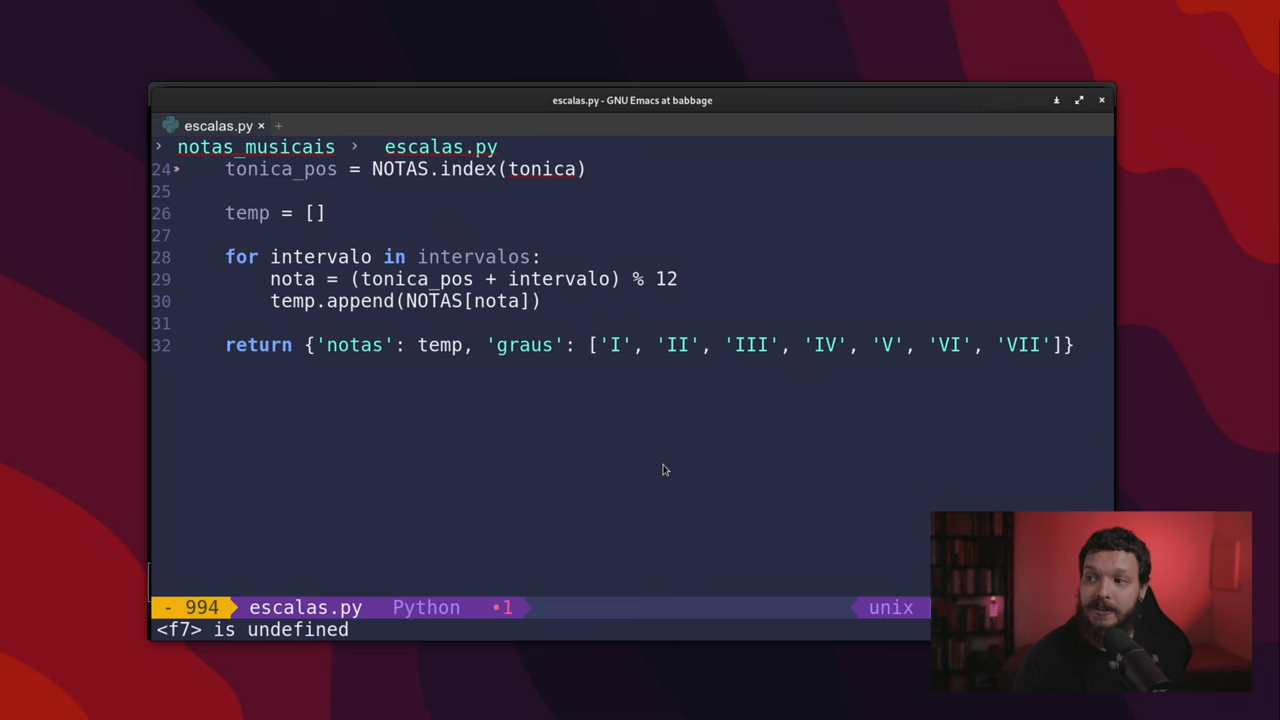 escalas.py - GNU Emacs at babbage
escalas.py × +
› notas_musicais › escalas.py
24» tonica_pos = NOTAS.index(tonica)
25
26 temp = []
27
28 for intervalo in intervalos:
29 nota = (tonica_pos + intervalo) % 12
30 temp.append(NOTAS[nota])
31
32 return {'notas': temp, 'graus': ['I', 'II', 'III', 'IV', 'V', 'VI', 'VII']}
- 994 escalas.py Python •1 unix
<f7> is undefined